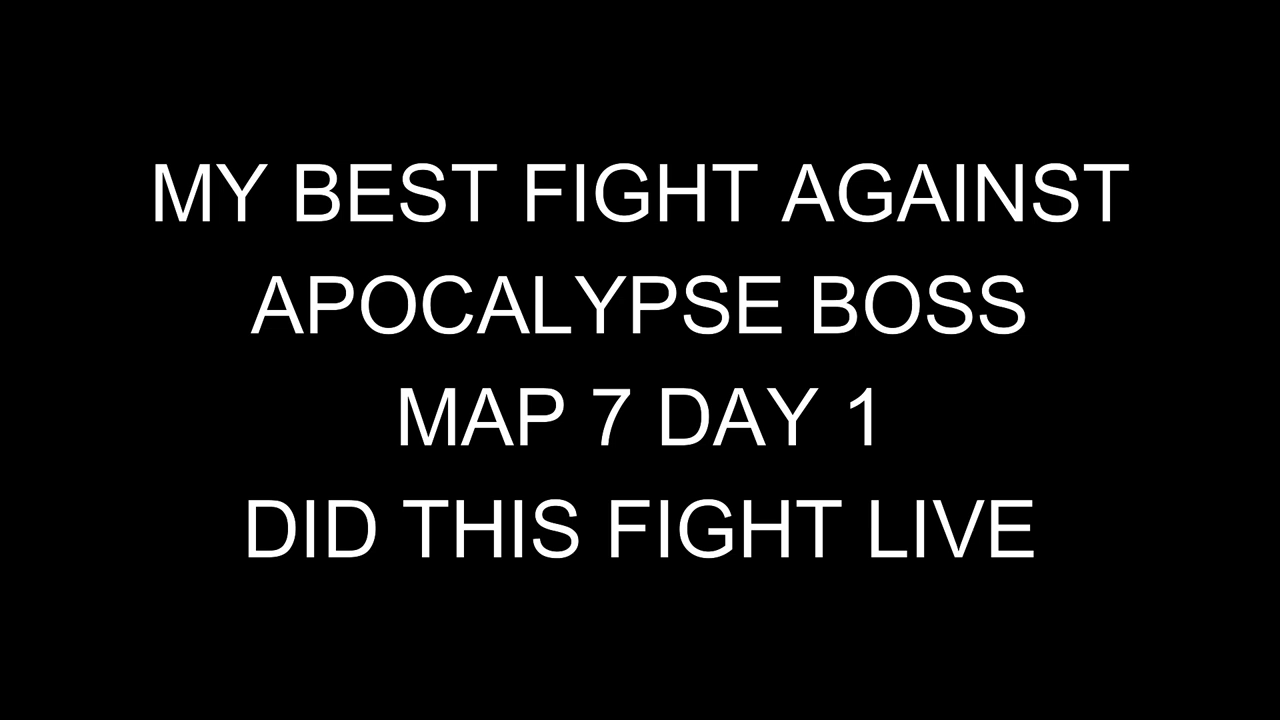 MY BEST FIGHT AGAINST
APOCALYPSE BOSS
MAP 7 DAY 1
DID THIS FIGHT LIVE